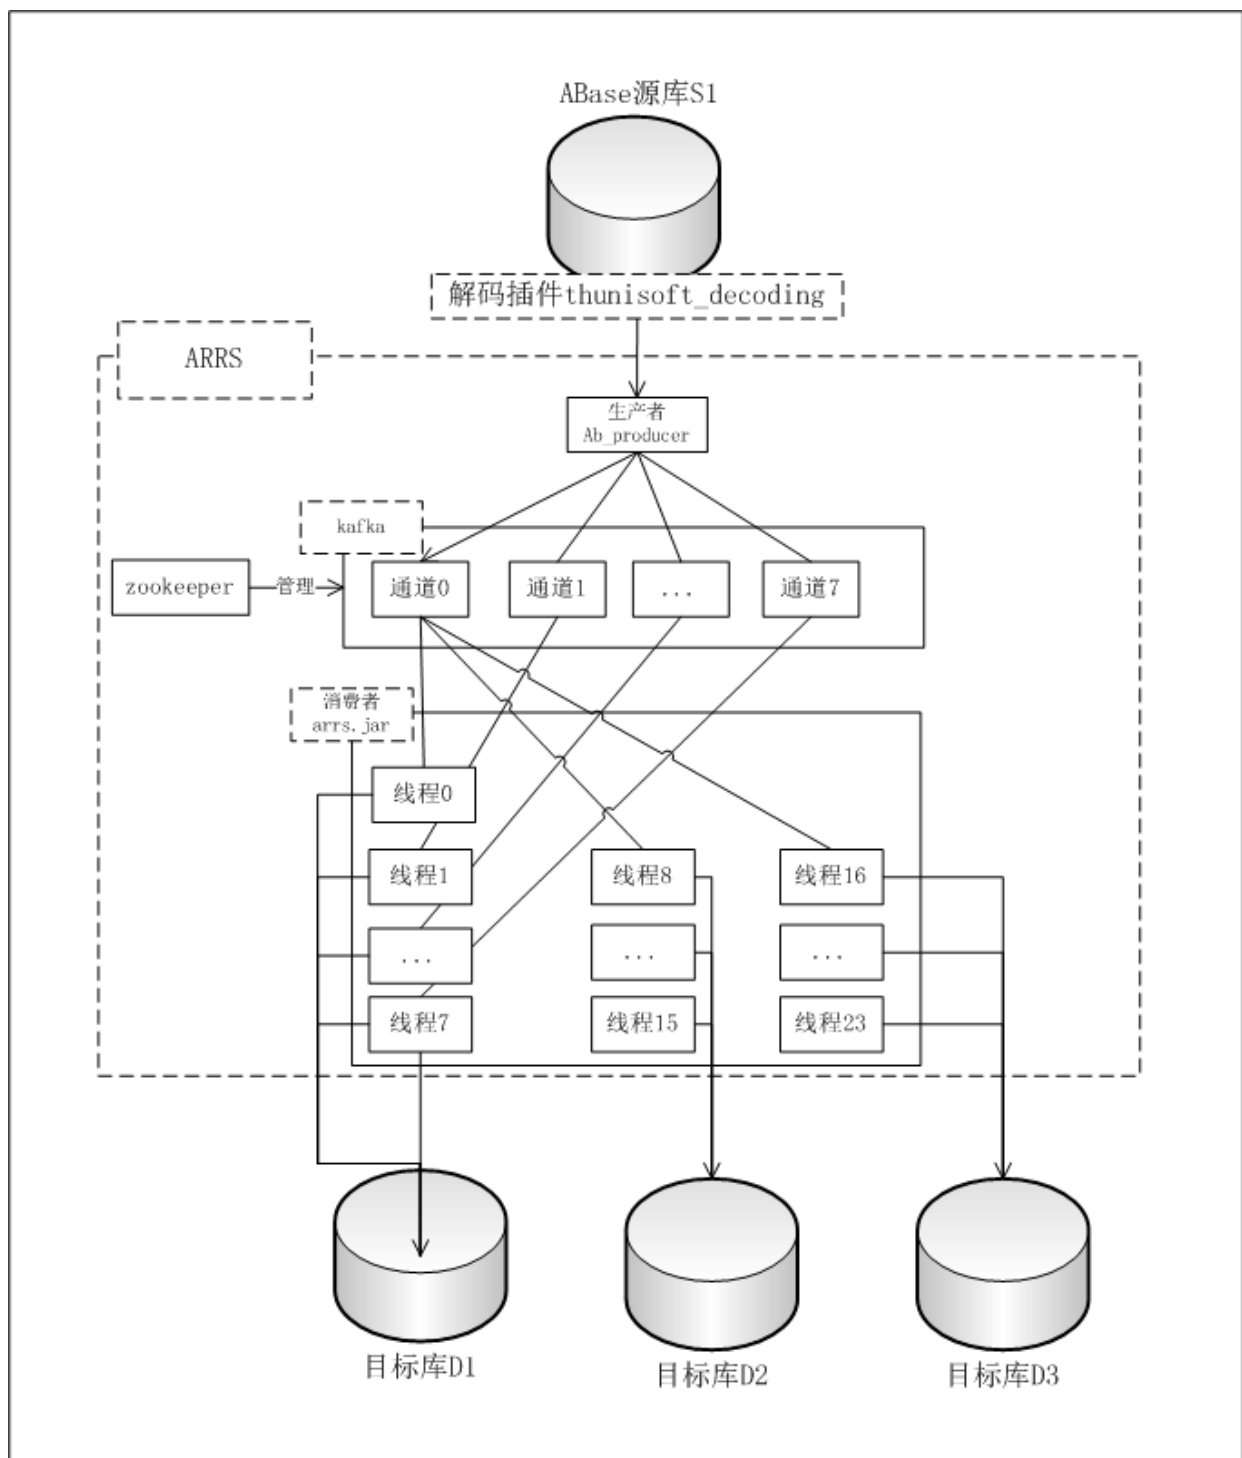 ABase源库S1
解码插件thunisoft_decoding
ARRS
生产者
Ab_producer
kafka
zookeeper
管理
通道0
通道1
...
通道7
消费者
arrs.jar
线程0
线程1
线程8
线程16
...
...
...
线程7
线程15
线程23
目标库D1
目标库D2
目标库D3